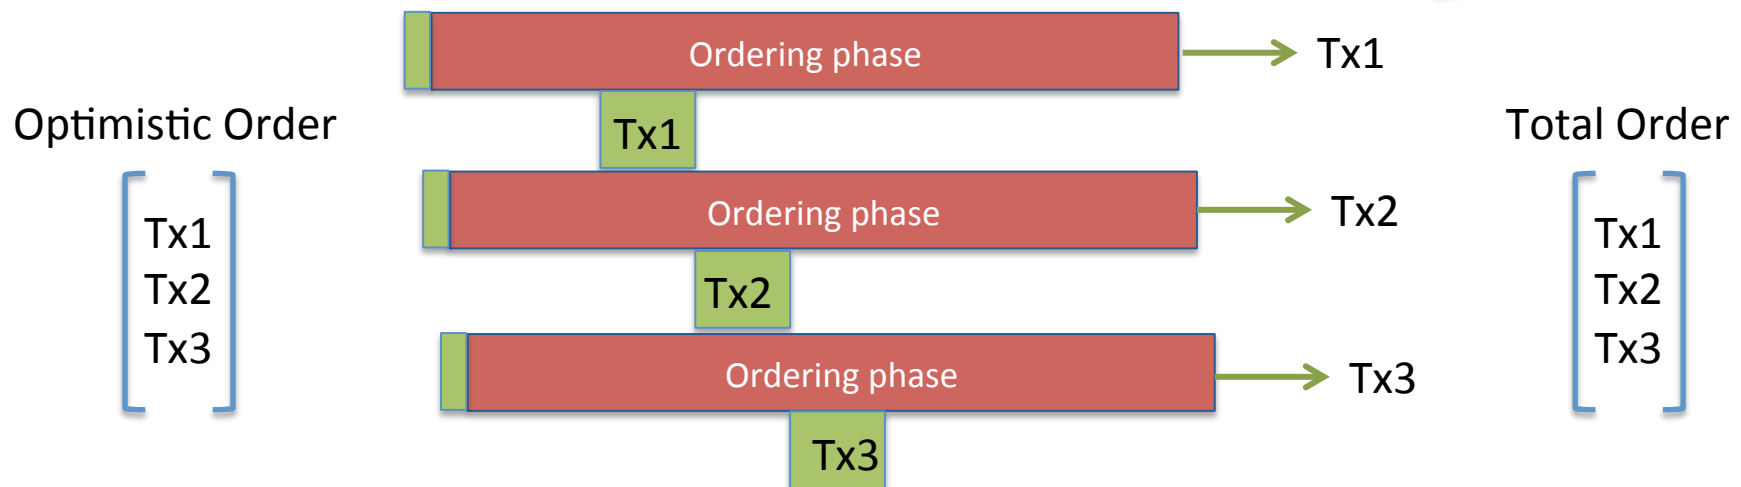 Ordering phase
Tx1
Optimistic Order
Tx1
Total Order
Tx1
Tx2
Tx3
Ordering phase
Tx2
Tx2
Ordering phase
Tx3
Tx3
Tx1
Tx2
Tx3